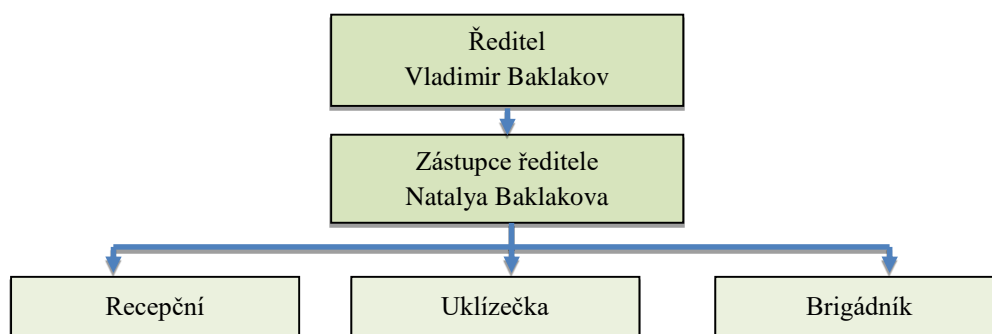 Ředitel
Vladimir Baklakov
Zástupce ředitele
Natalya Baklakova
Recepční
Uklízečka
Brigádník